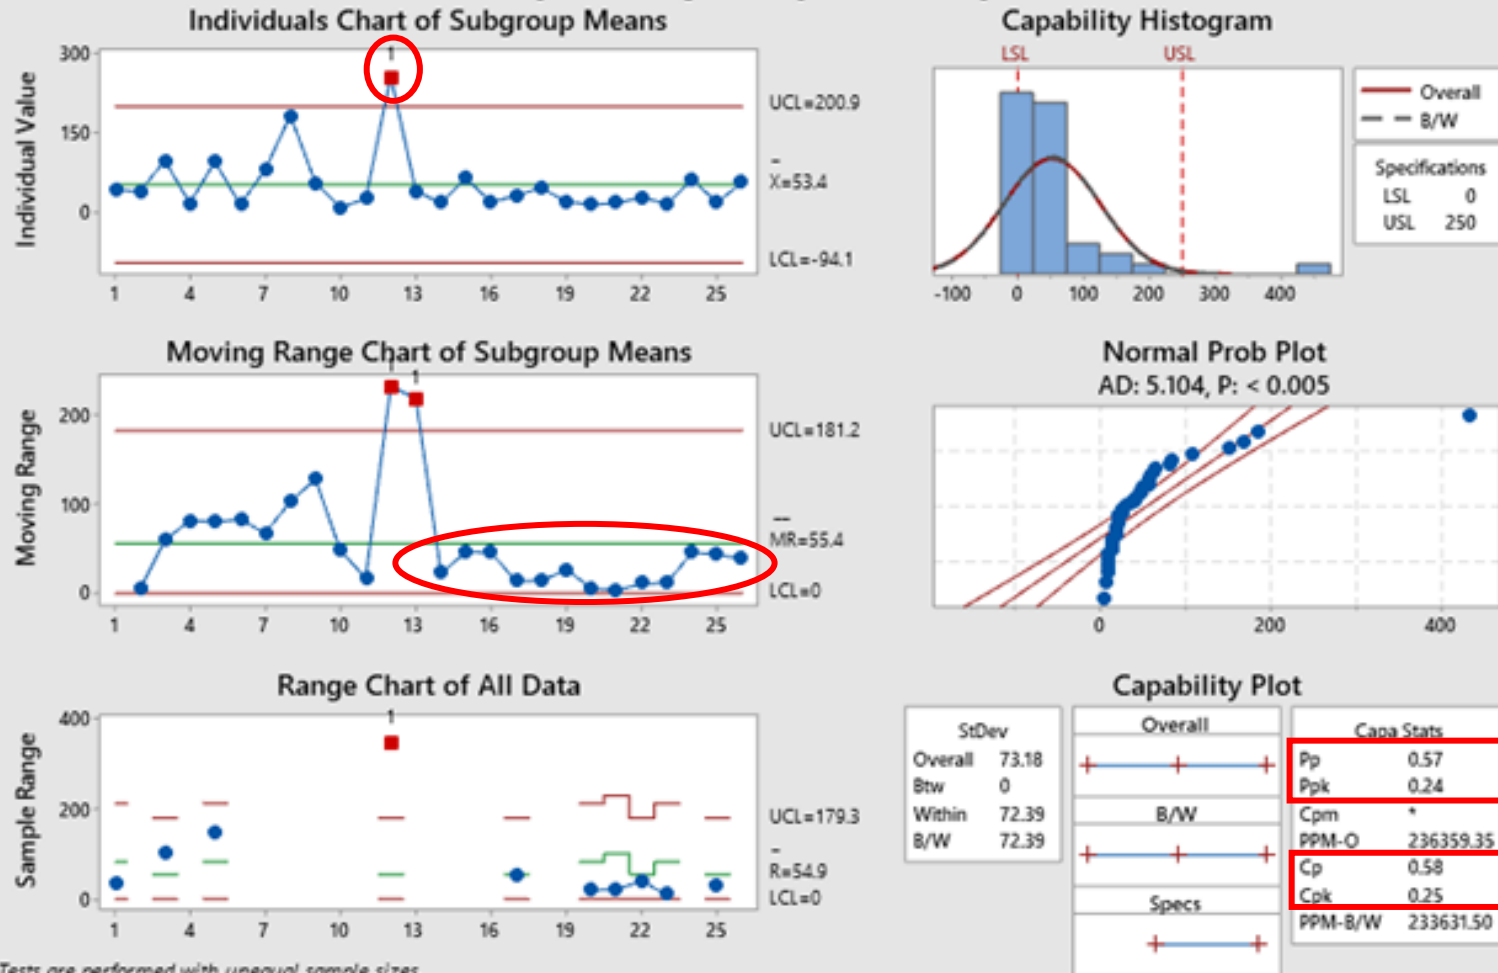 Individuals Chart of Subgroup Means
Individual Value
300
150
0
1
UCL=200.9
X=53.4
LCL=-94.1
1 4 7 10 13 16 19 22 25
Capability Histogram
LSL USL
-100 0 100 200 300 400
Overall
B/W
Specifications
LSL 0
USL 250
Moving Range Chart of Subgroup Means
Moving Range
200
100
0
1
1
UCL=181.2
MR=55.4
LCL=0
1 4 7 10 13 16 19 22 25
Normal Prob Plot
AD: 5.104, P: < 0.005
0 200 400
Range Chart of All Data
Sample Range
400
200
0
1
UCL=179.3
R=54.9
LCL=0
1 4 7 10 13 16 19 22 25
Tests are performed with unequal sample sizes
Capability Plot
StDev
Overall 73.18
Btw 0
Within 72.39
B/W 72.39
Overall
B/W
Specs
Capa Stats
Pp 0.57
Ppk 0.24
Cpm *
PPM-O 236359.35
Cp 0.58
Cpk 0.25
PPM-B/W 233631.50